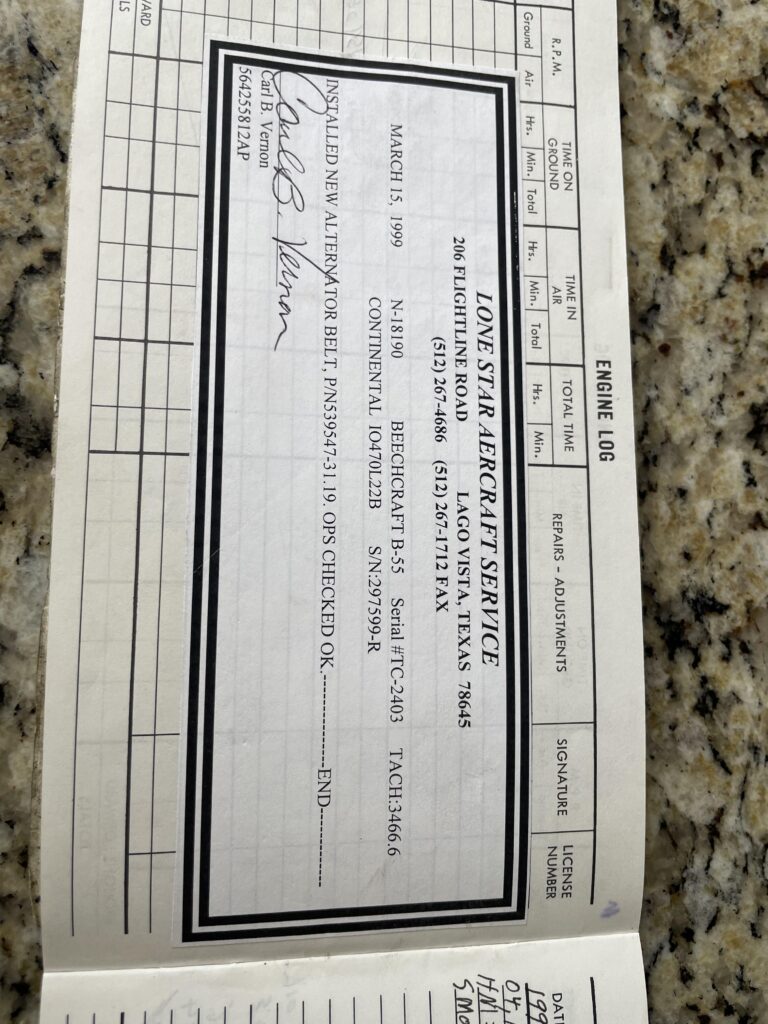 ENGINE LOG
R.P.M. TIME ON GROUND TIME IN AIR TOTAL TIME REPAIRS – ADJUSTMENTS SIGNATURE LICENSE NUMBER
Ground Air Hrs. Min. Total Hrs. Min. Total Hrs. Min.
LONE STAR AERCRAFT SERVICE
206 FLIGHTLINE ROAD LAGO VISTA, TEXAS 78645
(512) 267-4686 (512) 267-1712 FAX
MARCH 15, 1999 N-18190 BEECHCRAFT B-55 Serial #TC-2403 TACH:3466.6
CONTINENTAL IO470L22B S/N:297599-R
INSTALLED NEW ALTERNATOR BELT, P/N539547-31.19. OPS CHECKED OK.--------------------END----------------
Carl B. Vernon
Carl B. Vernon
564255812AP